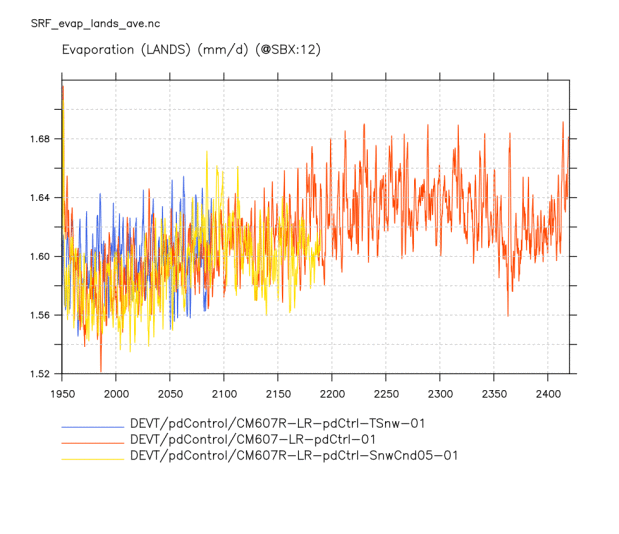 SRF_evap_lands_ave.nc
Evaporation (LANDS) (mm/d) (@SBX:12)
1.68
1.64
1.60
1.56
1.52
1950 2000 2050 2100 2150 2200 2250 2300 2350 2400
DEVT/pdControl/CM607R-LR-pdCtrl-TSnw-01
DEVT/pdControl/CM607-LR-pdCtrl-01
DEVT/pdControl/CM607R-LR-pdCtrl-SnwCnd05-01